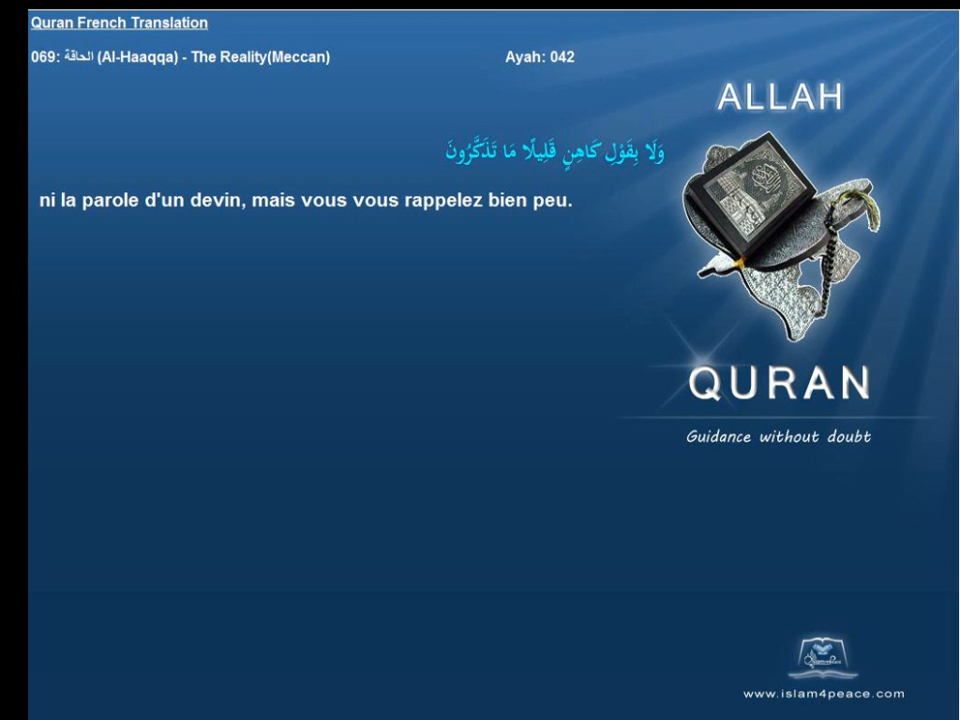 Quran French Translation
069: الحاقة (Al-Haaqqa) - The Reality(Meccan)
Ayah: 042
ALLAH
وَلَا بِقَوْلِ كَاهِنٍ قَلِيلًا مَا تَذَكَّرُونَ
ni la parole d'un devin, mais vous vous rappelez bien peu.
QURAN
Guidance without doubt
www.islam4peace.com